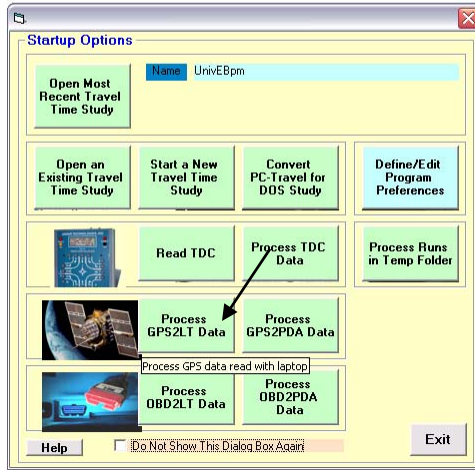 Startup Options
Name UnivEBpm
Open Most
Recent Travel
Time Study
Open an
Existing Travel
Time Study
Start a New
Travel Time
Study
Convert
PC-Travel for
DOS Study
Define/Edit
Program
Preferences
Read TDC
Process TDC
Data
Process Runs
in Temp Folder
Process
GPS2LT Data
Process
GPS2PDA Data
Process GPS data read with laptop
Process
OBD2LT Data
Process
OBD2PDA
Data
Help
Do Not Show This Dialog Box Again
Exit